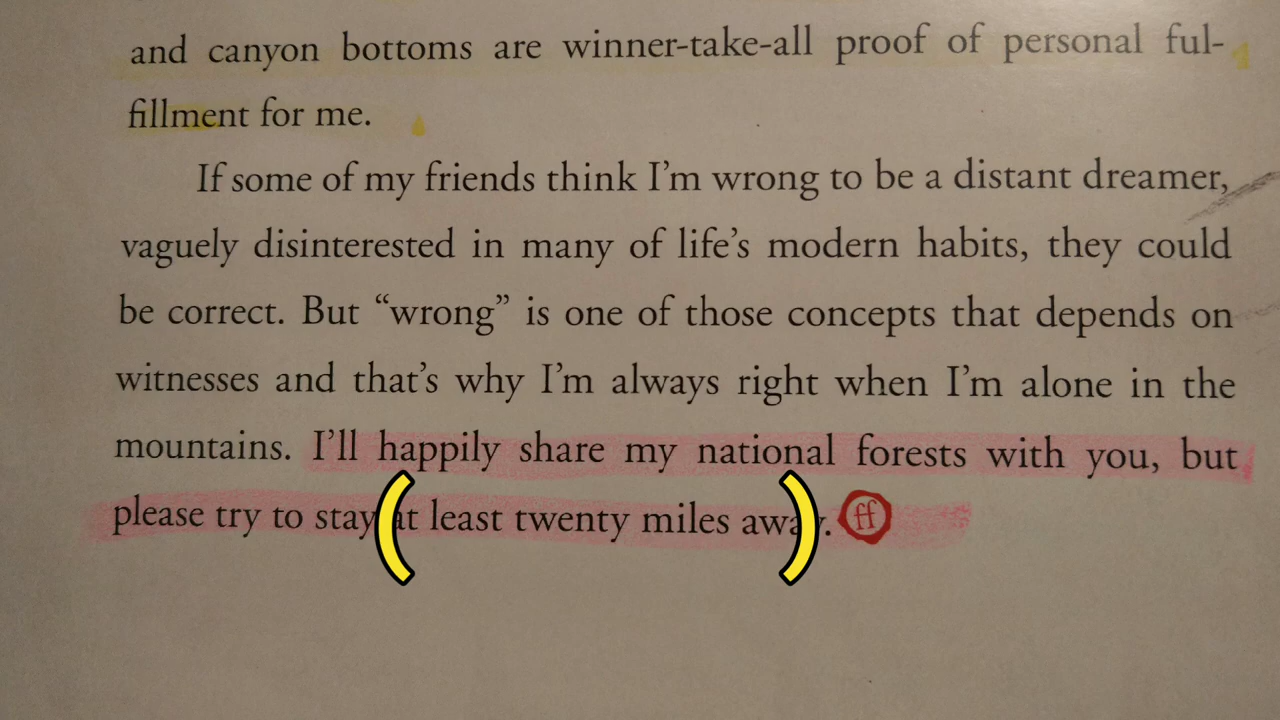 and canyon bottoms are winner-take-all proof of personal ful-
fillment for me.
If some of my friends think I’m wrong to be a distant dreamer,
vaguely disinterested in many of life’s modern habits, they could
be correct. But “wrong” is one of those concepts that depends on
witnesses and that’s why I’m always right when I’m alone in the
mountains. I’ll happily share my national forests with you, but
please try to stay (at least twenty miles away). ff